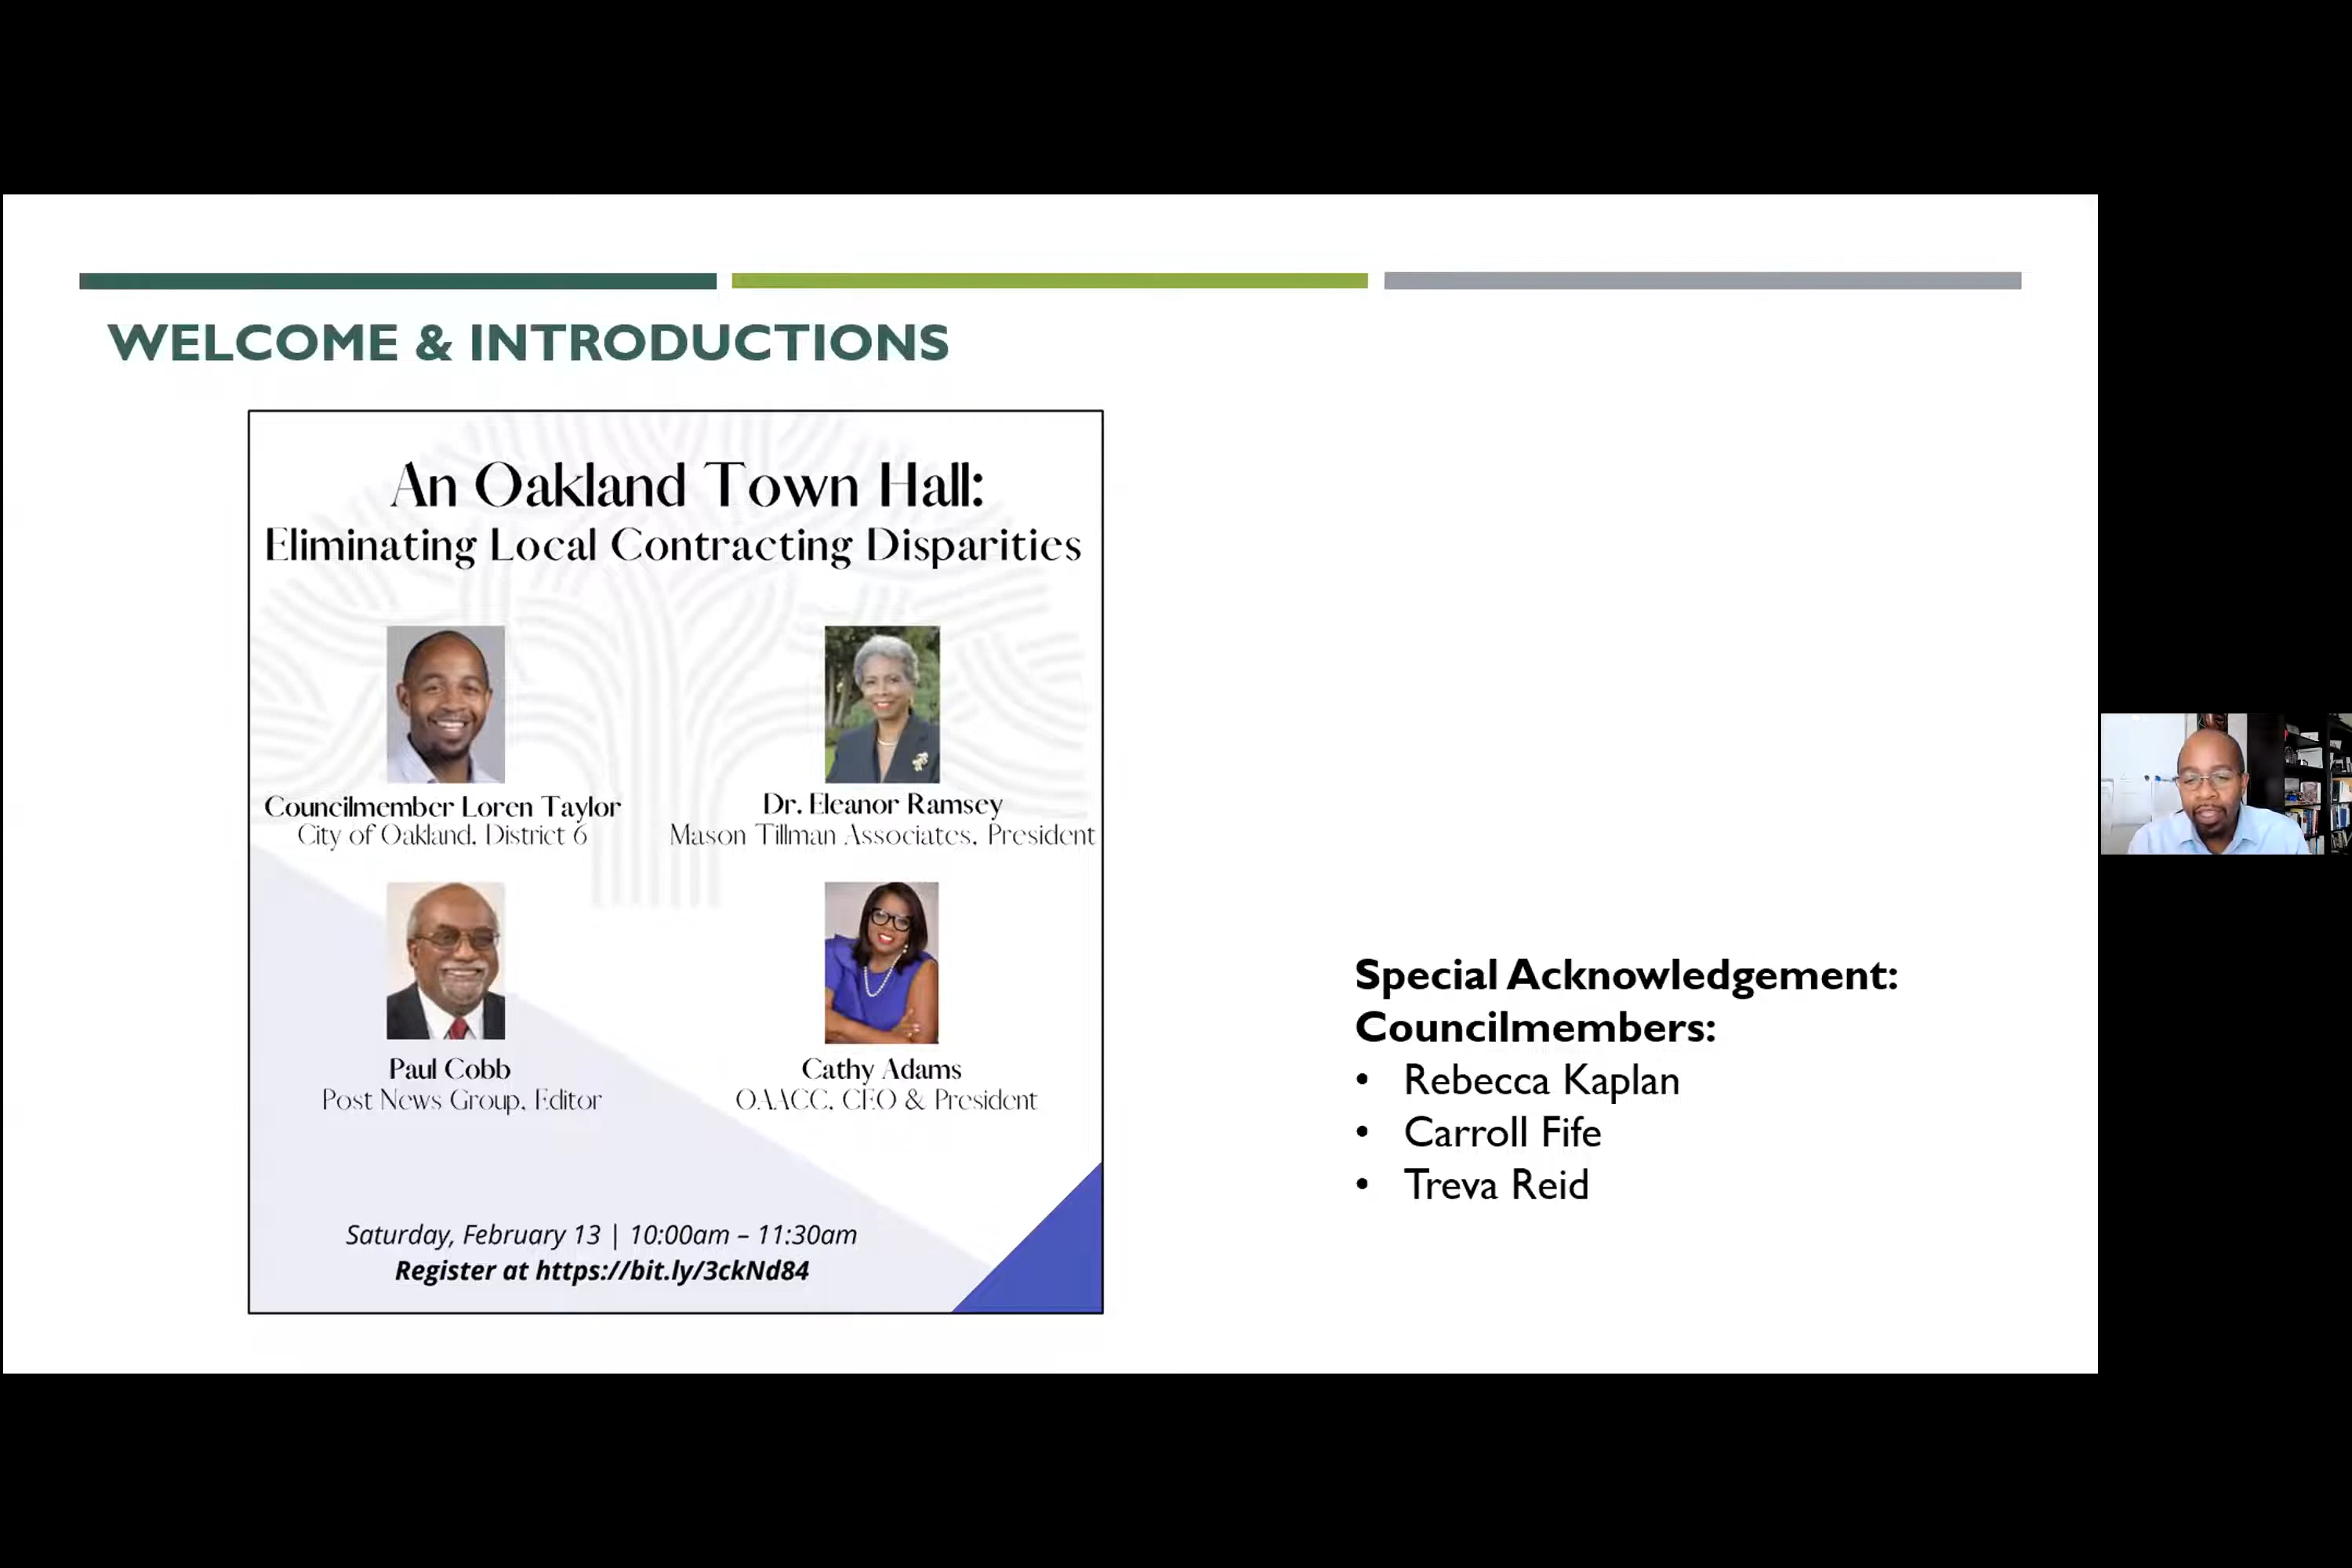 WELCOME & INTRODUCTIONS
An Oakland Town Hall:
Eliminating Local Contracting Disparities
Councilmember Loren Taylor
City of Oakland, District 6
Dr. Eleanor Ramsey
Mason Tillman Associates, President
Paul Cobb
Post News Group, Editor
Cathy Adams
OAACC, CEO & President
Saturday, February 13 | 10:00am – 11:30am
Register at https://bit.ly/3ckNd84
Special Acknowledgement:
Councilmembers:
• Rebecca Kaplan
• Carroll Fife
• Treva Reid